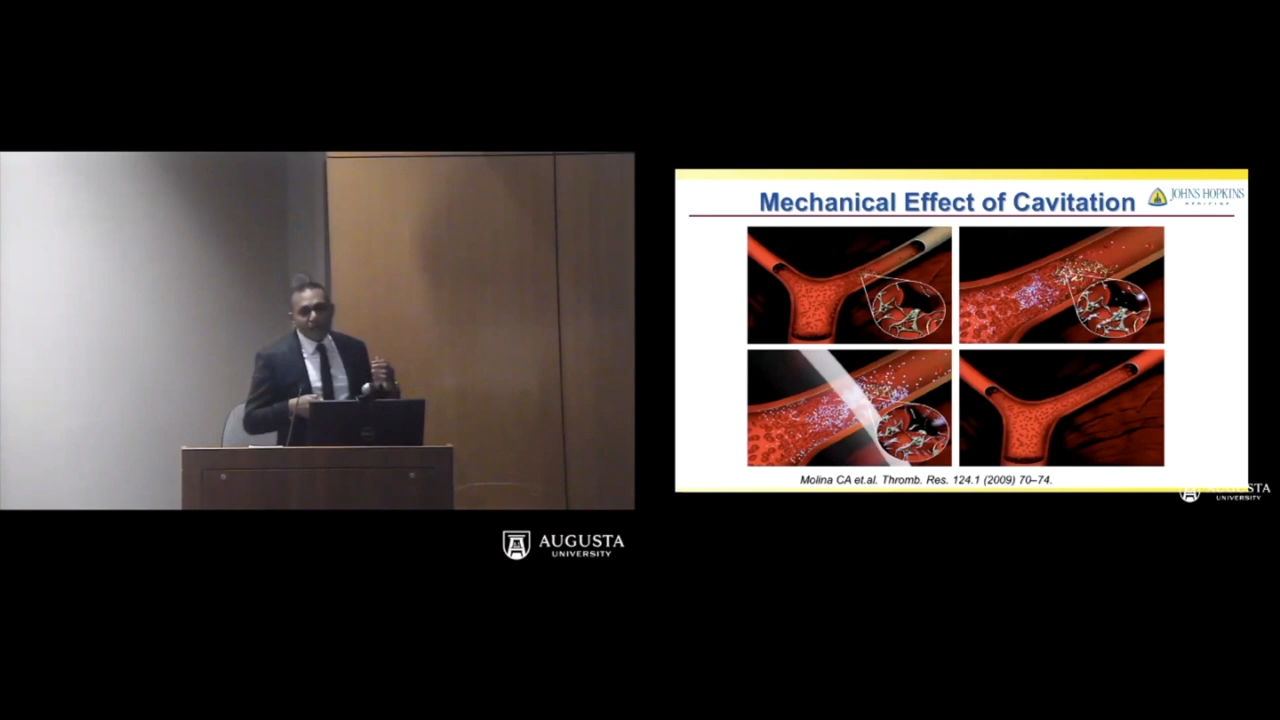 Mechanical Effect of Cavitation
JOHNS HOPKINS
MEDICINE
Molina CA et.al. Thromb. Res. 124.1 (2009) 70–74.
AUGUSTA
UNIVERSITY
UNIVERSITY